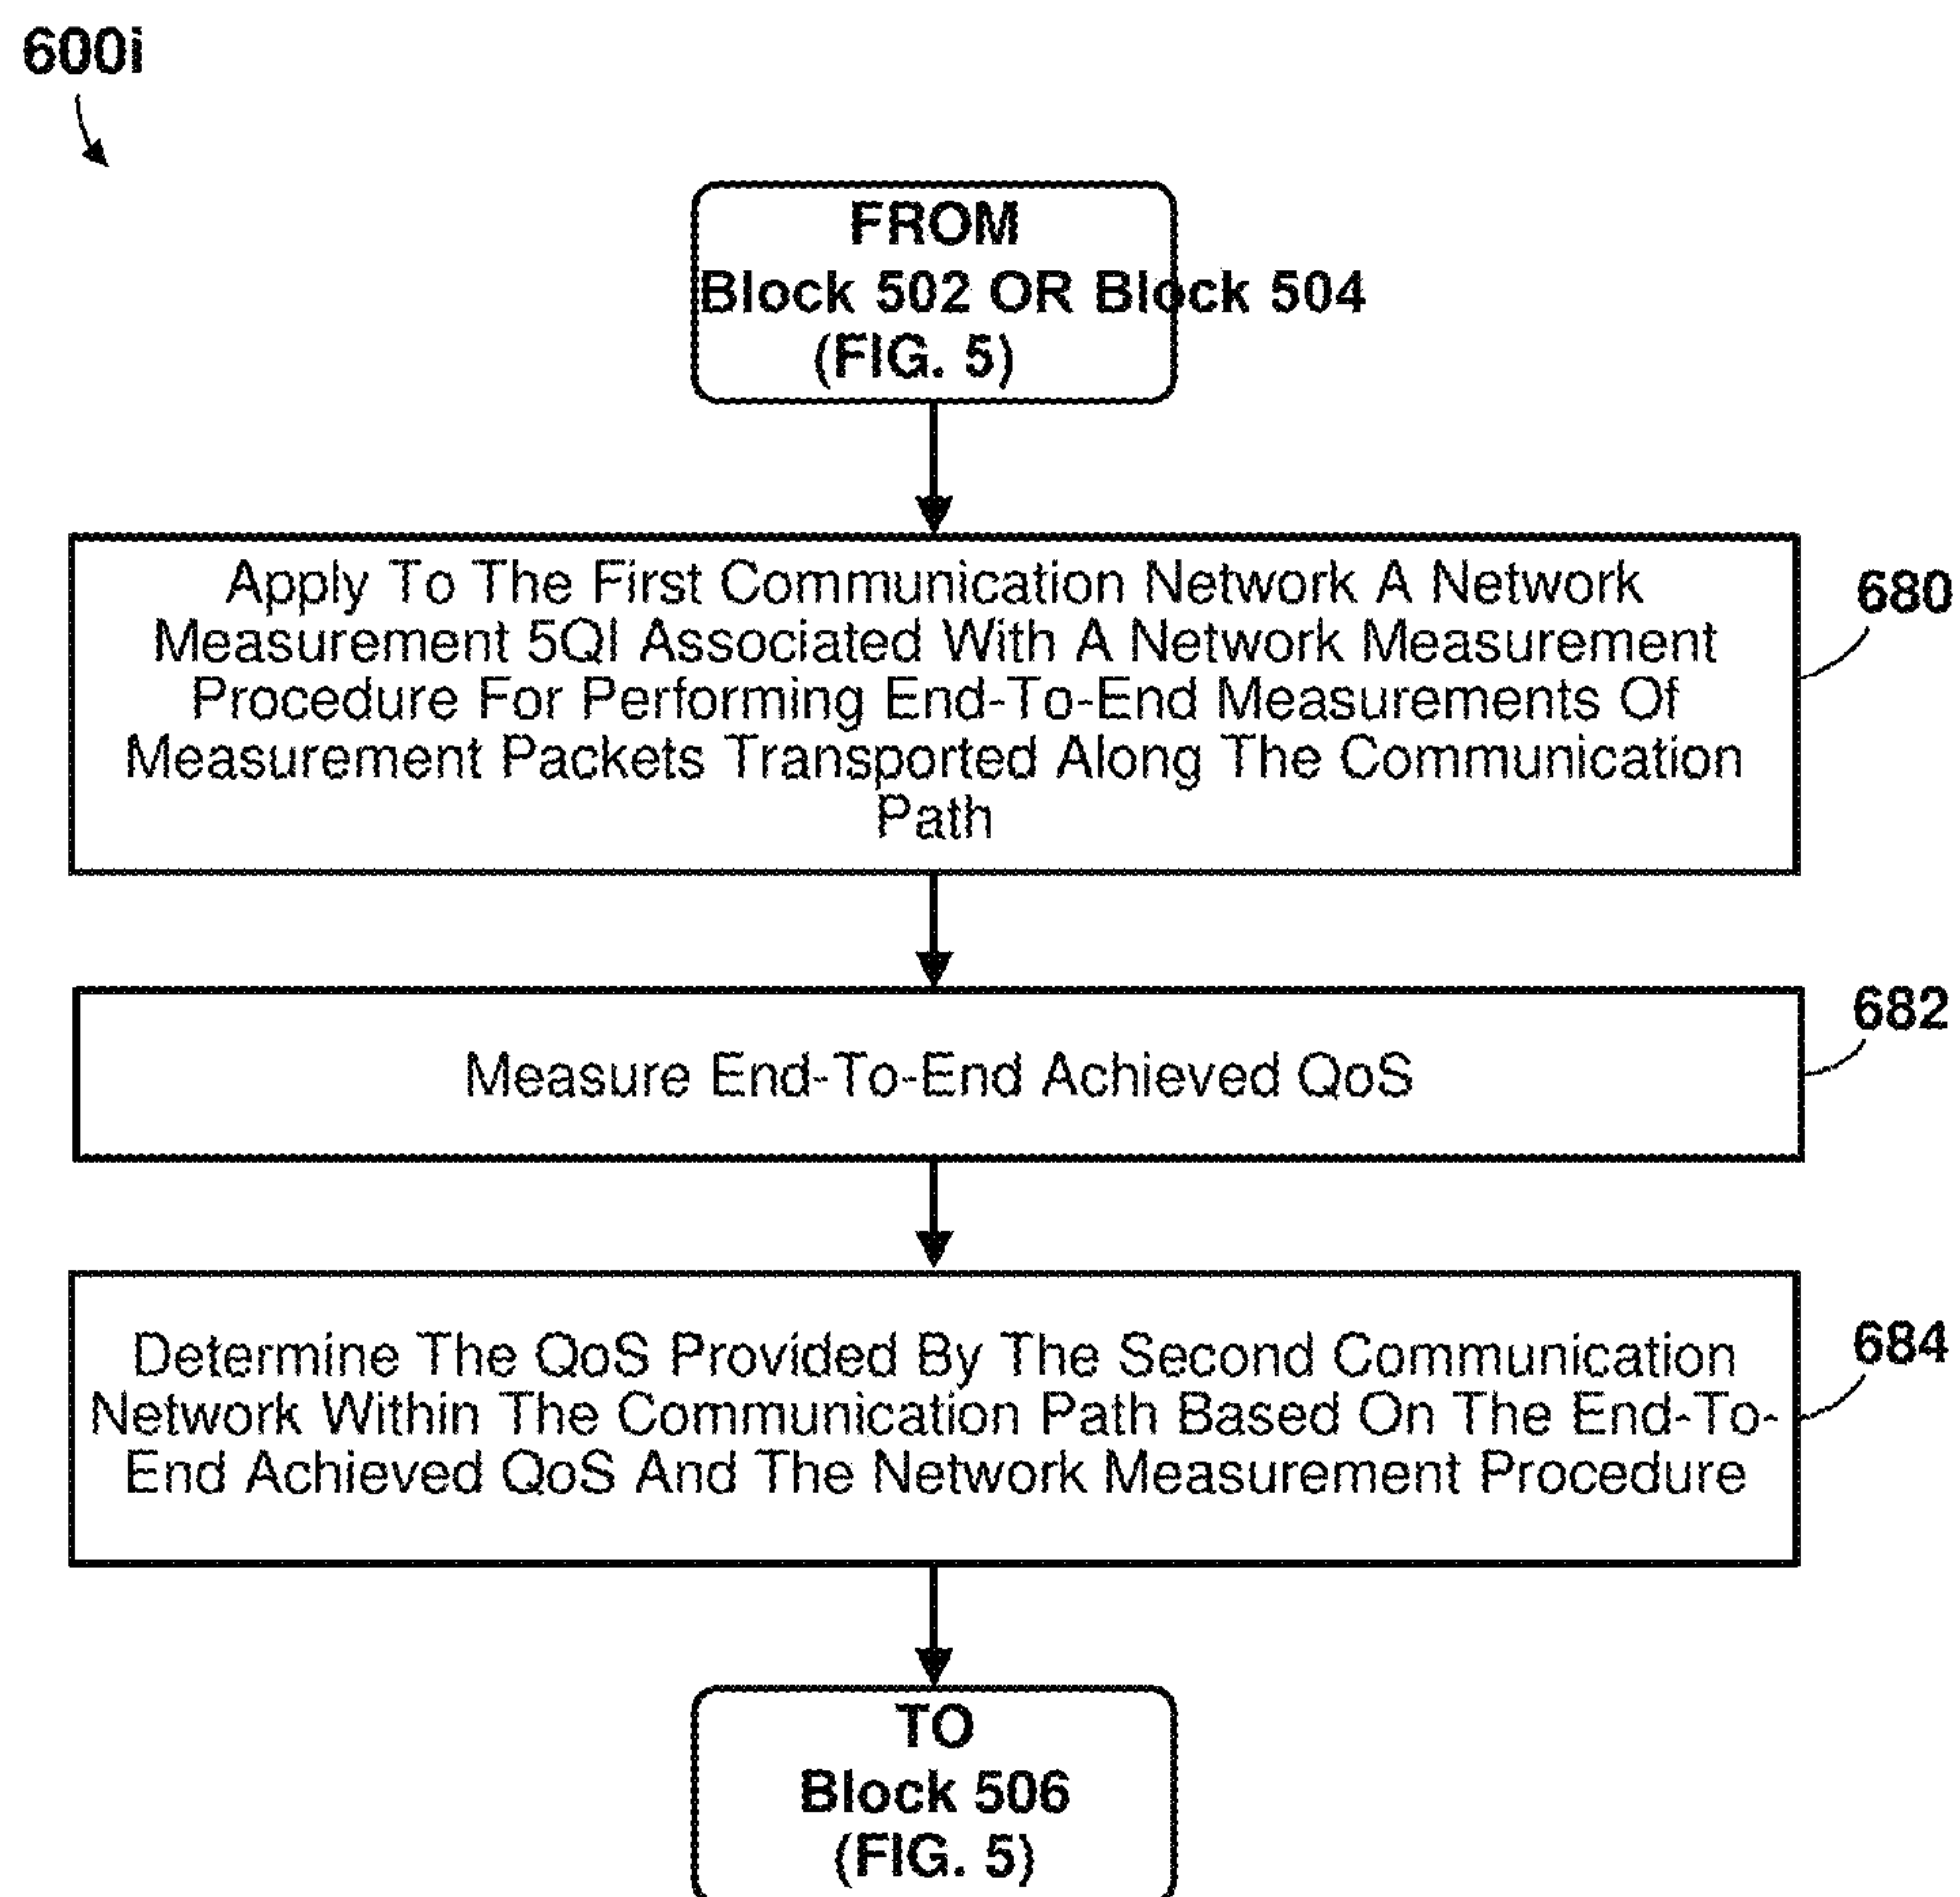 600i
FROM
Block 502 OR Block 504
(FIG. 5)
Apply To The First Communication Network A Network
Measurement 5QI Associated With A Network Measurement
Procedure For Performing End-To-End Measurements Of
Measurement Packets Transported Along The Communication
Path
680
Measure End-To-End Achieved QoS
682
Determine The QoS Provided By The Second Communication
Network Within The Communication Path Based On The End-To-
End Achieved QoS And The Network Measurement Procedure
684
TO
Block 506
(FIG. 5)